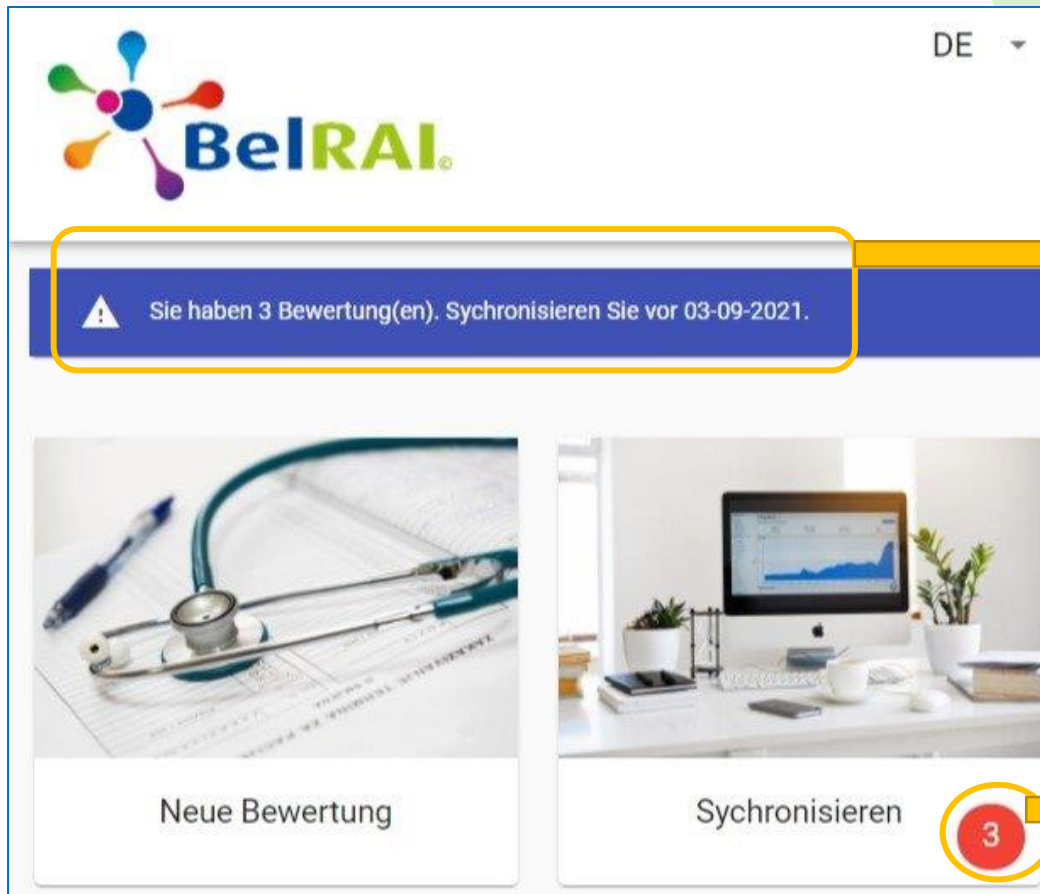 DE
BelRAI©
Sie haben 3 Bewertung(en). Sychronisieren Sie vor 03-09-2021.
Neue Bewertung
Sychronisieren
3